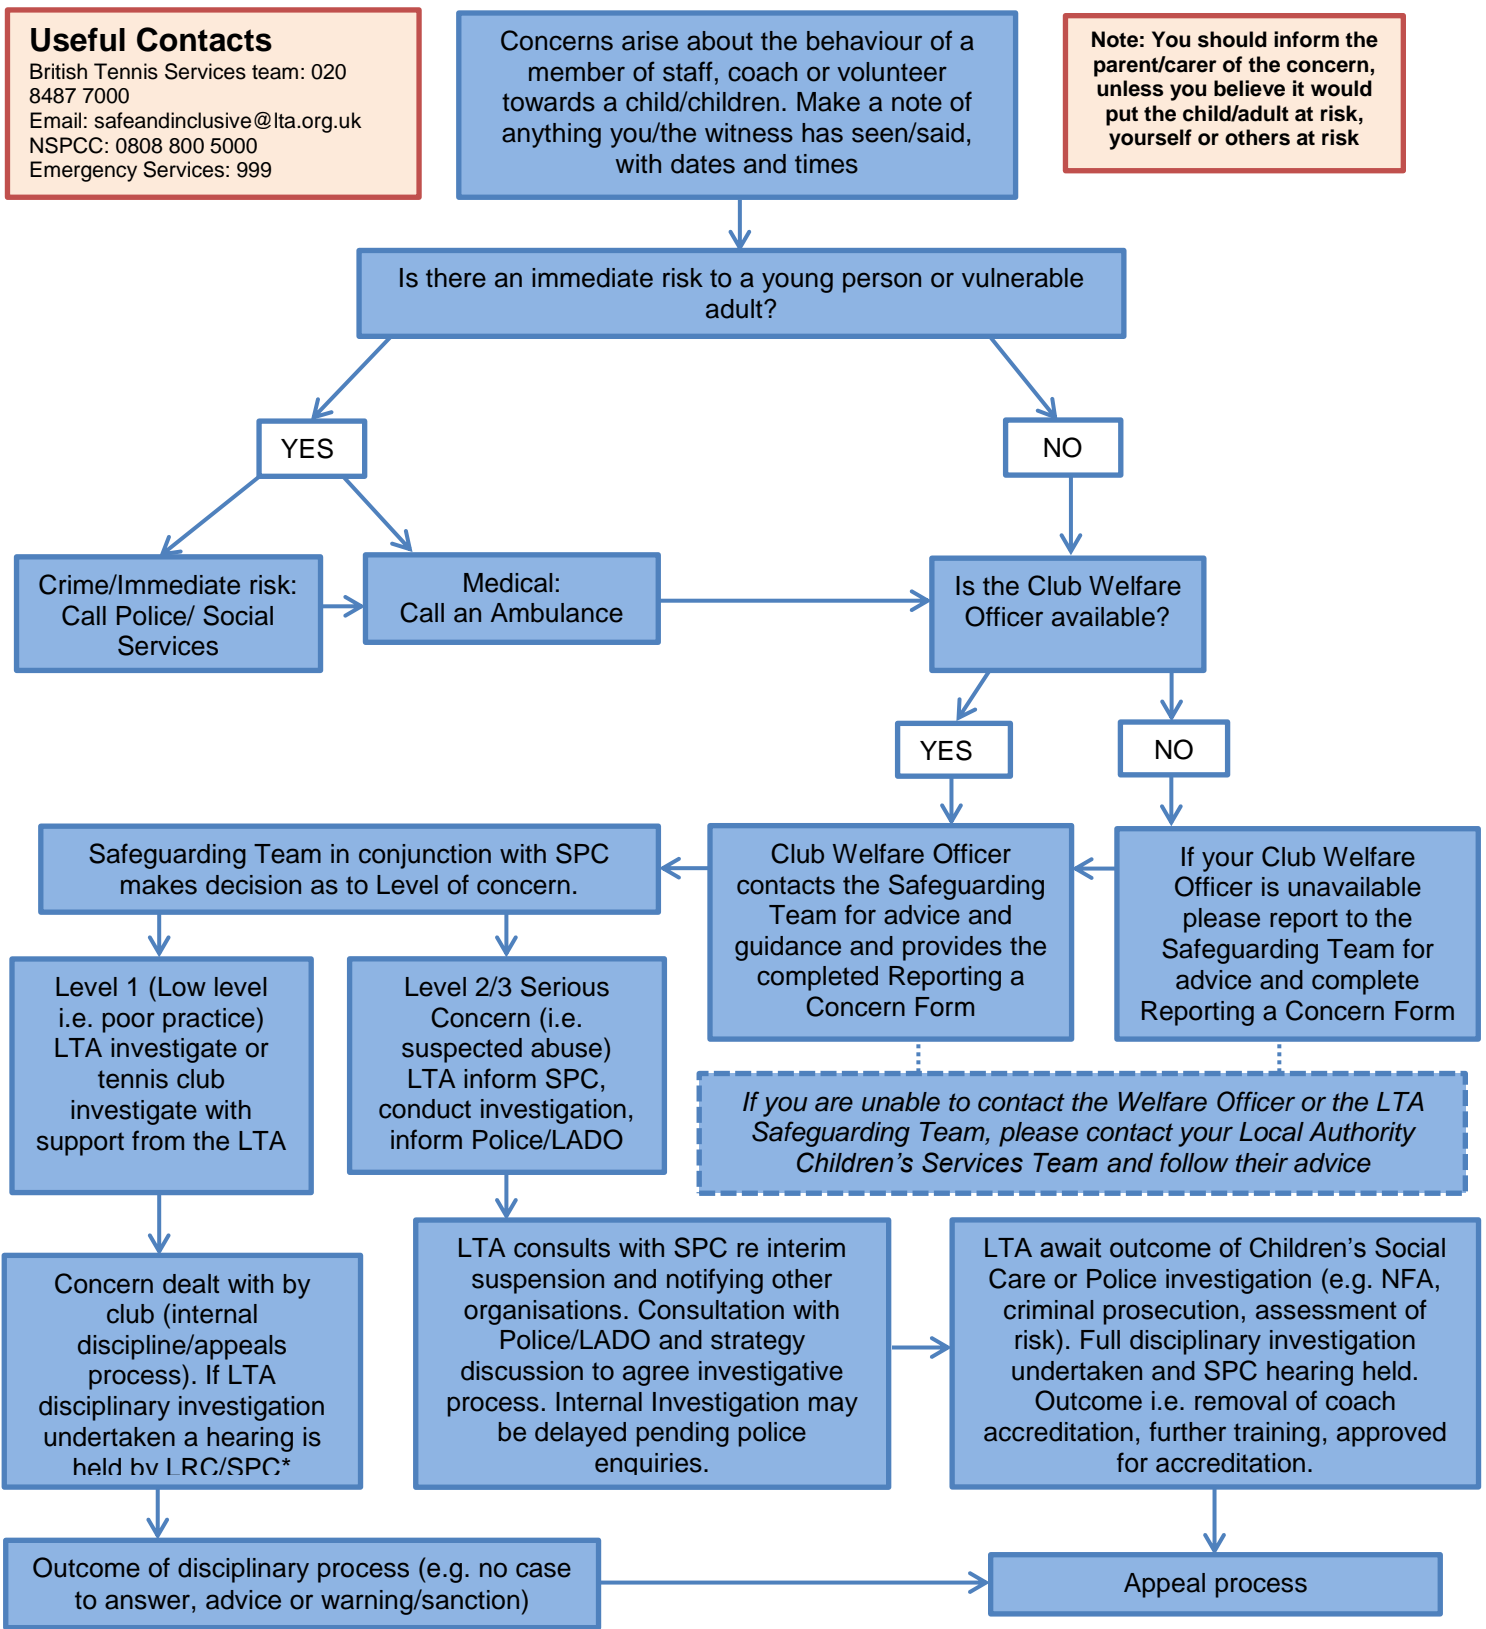 Useful Contacts
British Tennis Services team: 020
8487 7000
Email: safeandinclusive@lta.org.uk
NSPCC: 0808 800 5000
Emergency Services: 999
Concerns arise about the behaviour of a
member of staff, coach or volunteer
towards a child/children. Make a note of
anything you/the witness has seen/said,
with dates and times
Note: You should inform the
parent/carer of the concern,
unless you believe it would
put the child/adult at risk,
yourself or others at risk
Is there an immediate risk to a young person or vulnerable
adult?
YES
NO
Crime/Immediate risk:
Call Police/ Social
Services
Medical:
Call an Ambulance
Is the Club Welfare
Officer available?
YES
NO
Safeguarding Team in conjunction with SPC
makes decision as to Level of concern.
Club Welfare Officer
contacts the Safeguarding
Team for advice and
guidance and provides the
completed Reporting a
Concern Form
If your Club Welfare
Officer is unavailable
please report to the
Safeguarding Team for
advice and complete
Reporting a Concern Form
Level 1 (Low level
i.e. poor practice)
LTA investigate or
tennis club
investigate with
support from the LTA
Level 2/3 Serious
Concern (i.e.
suspected abuse)
LTA inform SPC,
conduct investigation,
inform Police/LADO
If you are unable to contact the Welfare Officer or the LTA
Safeguarding Team, please contact your Local Authority
Children's Services Team and follow their advice
Concern dealt with by
club (internal
discipline/appeals
process). If LTA
disciplinary investigation
undertaken a hearing is
held by LRC/SPC*
LTA consults with SPC re interim
suspension and notifying other
organisations. Consultation with
Police/LADO and strategy
discussion to agree investigative
process. Internal Investigation may
be delayed pending police
enquiries.
LTA await outcome of Children's Social
Care or Police investigation (e.g. NFA,
criminal prosecution, assessment of
risk). Full disciplinary investigation
undertaken and SPC hearing held.
Outcome i.e. removal of coach
accreditation, further training, approved
for accreditation.
Outcome of disciplinary process (e.g. no case
to answer, advice or warning/sanction)
Appeal process